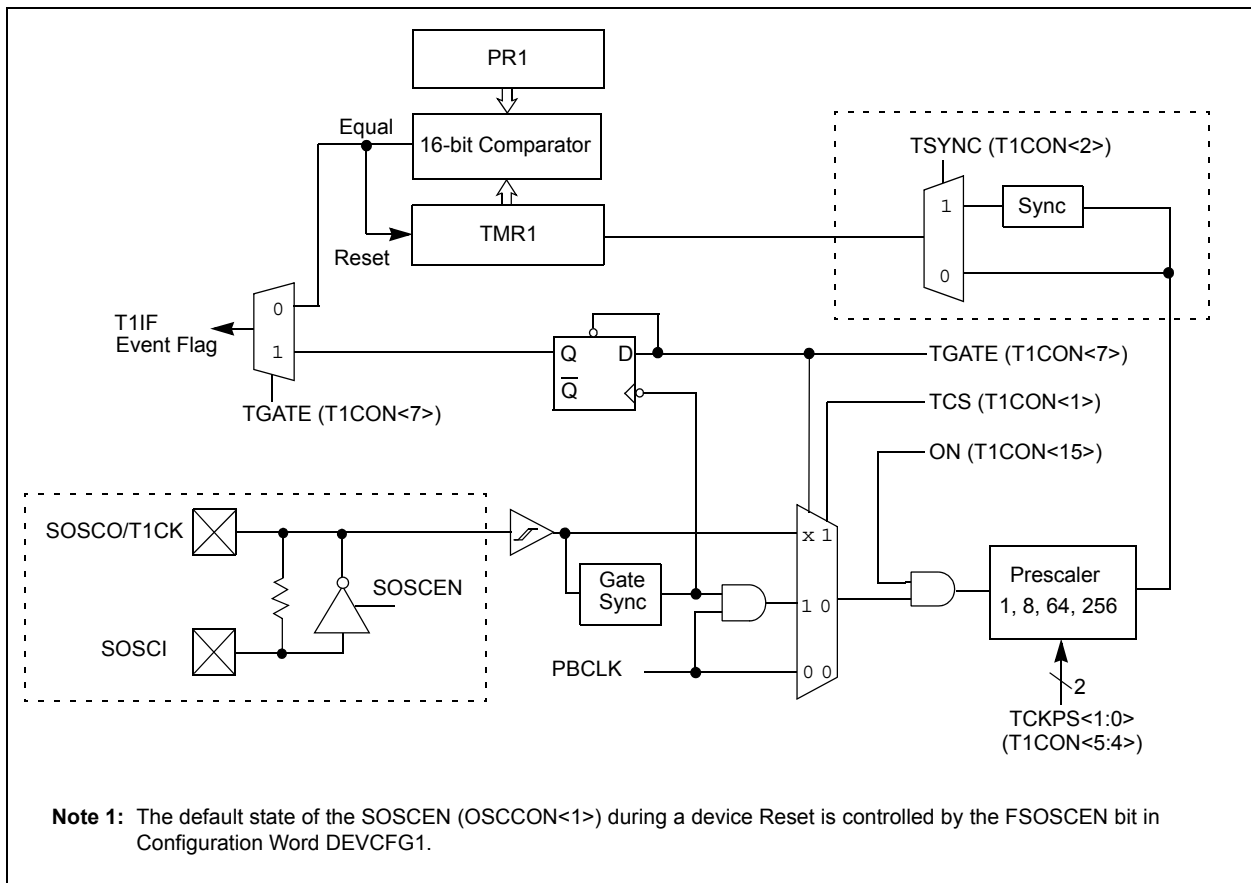 PR1
Equal
16-bit Comparator
TSYNC (T1CON<2>)
1
Sync
TMR1
Reset
0
0
T1IF
Event Flag
1
Q
D
Q
TGATE (T1CON<7>)
TGATE (T1CON<7>)
TCS (T1CON<1>)
ON (T1CON<15>)
SOSCO/T1CK
x 1
SOSCEN
Gate
Sync
Prescaler
1, 8, 64, 256
1 0
SOSCI
PBCLK
0 0
2
TCKPS<1:0>
(T1CON<5:4>)
Note 1: The default state of the SOSCEN (OSCCON<1>) during a device Reset is controlled by the FSOSCEN bit in
Configuration Word DEVCFG1.